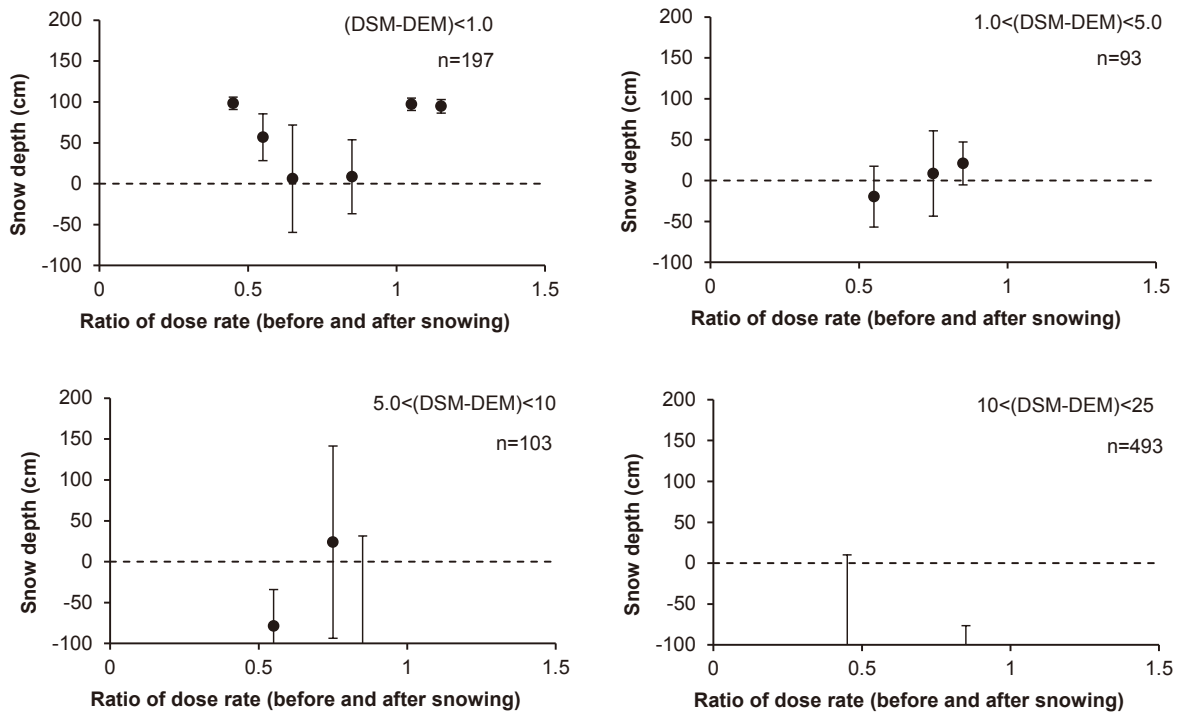 (DSM-DEM)<1.0
n=197
Snow depth (cm)
200
150
100
50
0
-50
-100
0
0.5
1
1.5
Ratio of dose rate (before and after snowing)
1.0<(DSM-DEM)<5.0
n=93
Snow depth (cm)
200
150
100
50
0
-50
-100
0
0.5
1
1.5
Ratio of dose rate (before and after snowing)
5.0<(DSM-DEM)<10
n=103
Snow depth (cm)
200
150
100
50
0
-50
-100
0
0.5
1
1.5
Ratio of dose rate (before and after snowing)
10<(DSM-DEM)<25
n=493
Snow depth (cm)
200
150
100
50
0
-50
-100
0
0.5
1
1.5
Ratio of dose rate (before and after snowing)